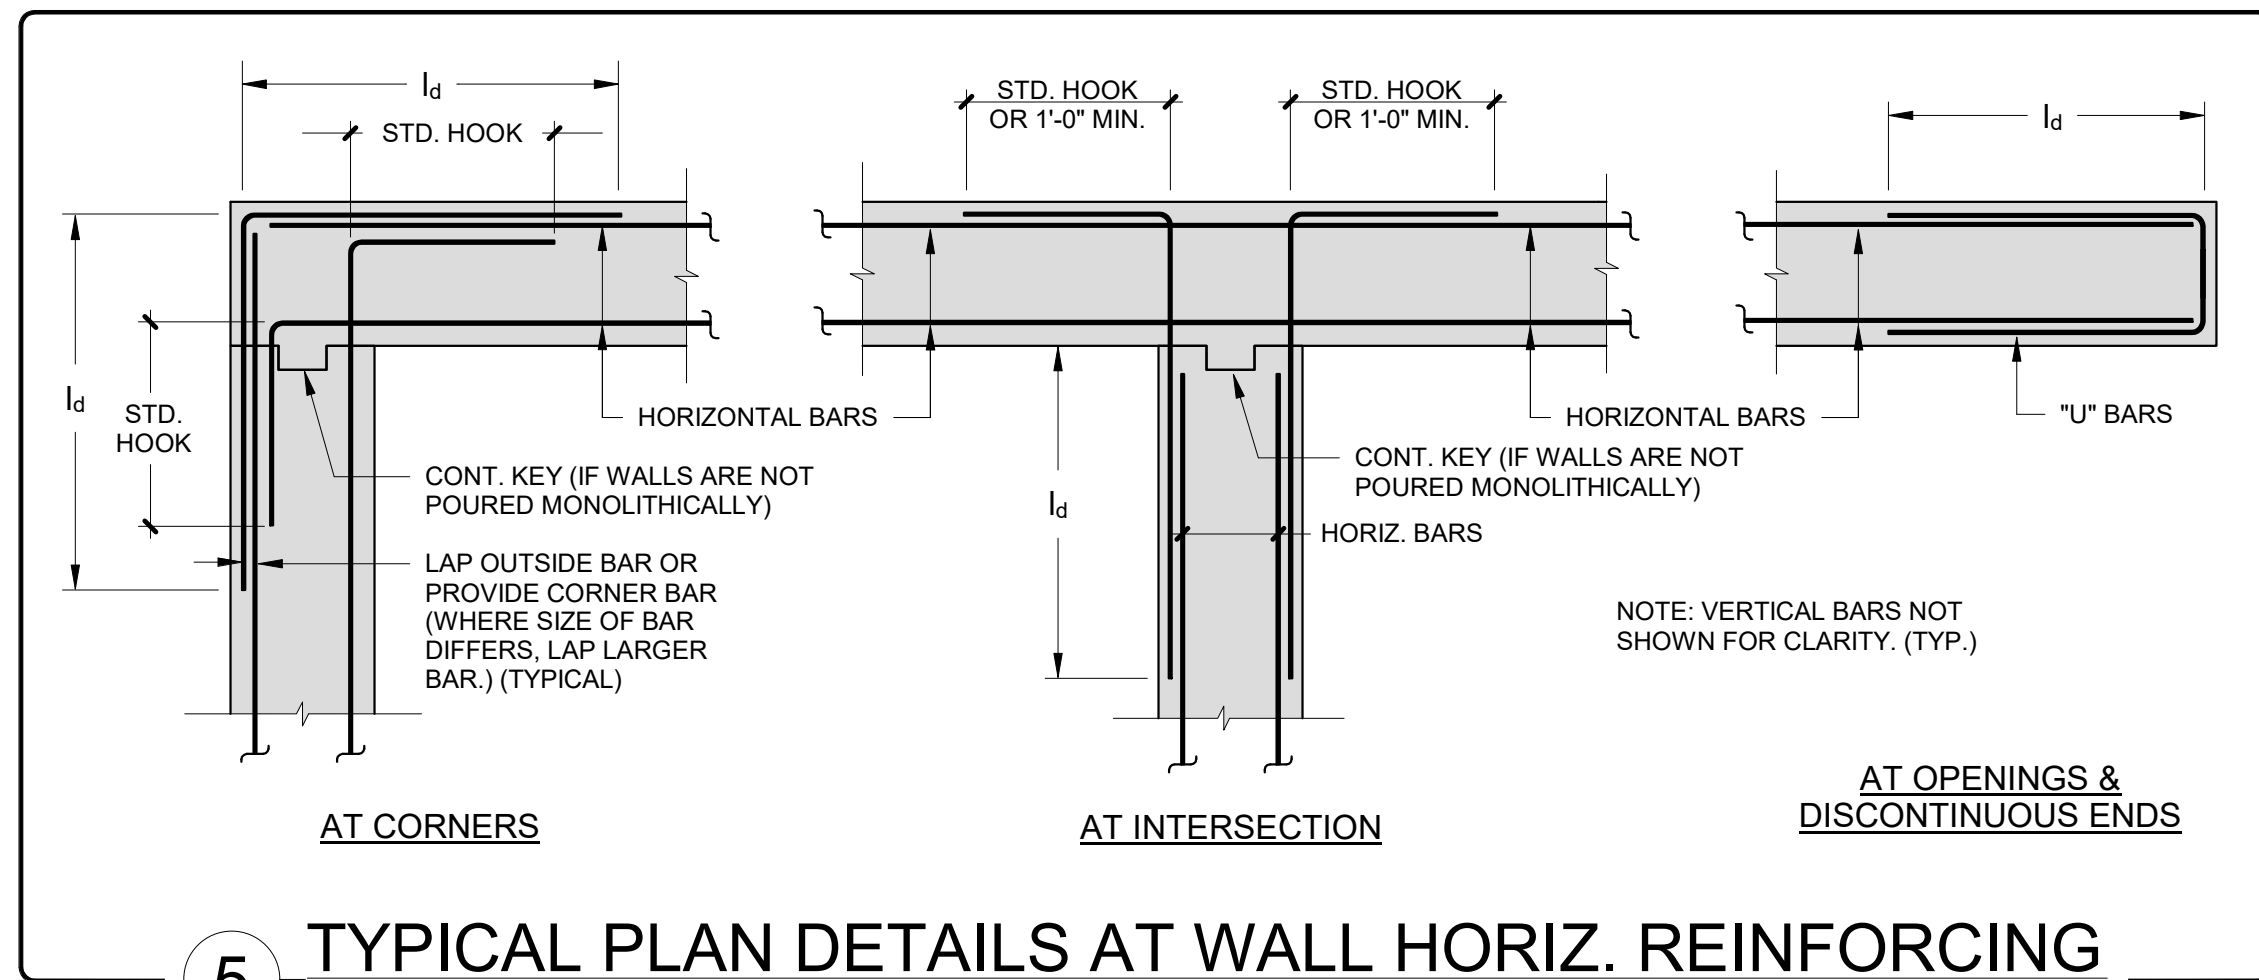 l_d
STD. HOOK
STD.
HOOK
l_d
CONT. KEY (IF WALLS ARE NOT
POURED MONOLITHICALLY)
LAP OUTSIDE BAR OR
PROVIDE CORNER BAR
(WHERE SIZE OF BAR
DIFFERS, LAP LARGER
BAR.) (TYPICAL)
HORIZONTAL BARS
AT CORNERS
STD. HOOK
OR 1'-0" MIN.
STD. HOOK
OR 1'-0" MIN.
l_d
CONT. KEY (IF WALLS ARE NOT
POURED MONOLITHICALLY)
HORIZ. BARS
HORIZONTAL BARS
AT INTERSECTION
l_d
"U" BARS
NOTE: VERTICAL BARS NOT
SHOWN FOR CLARITY. (TYP.)
AT OPENINGS &
DISCONTINUOUS ENDS
5
TYPICAL PLAN DETAILS AT WALL HORIZ. REINFORCING